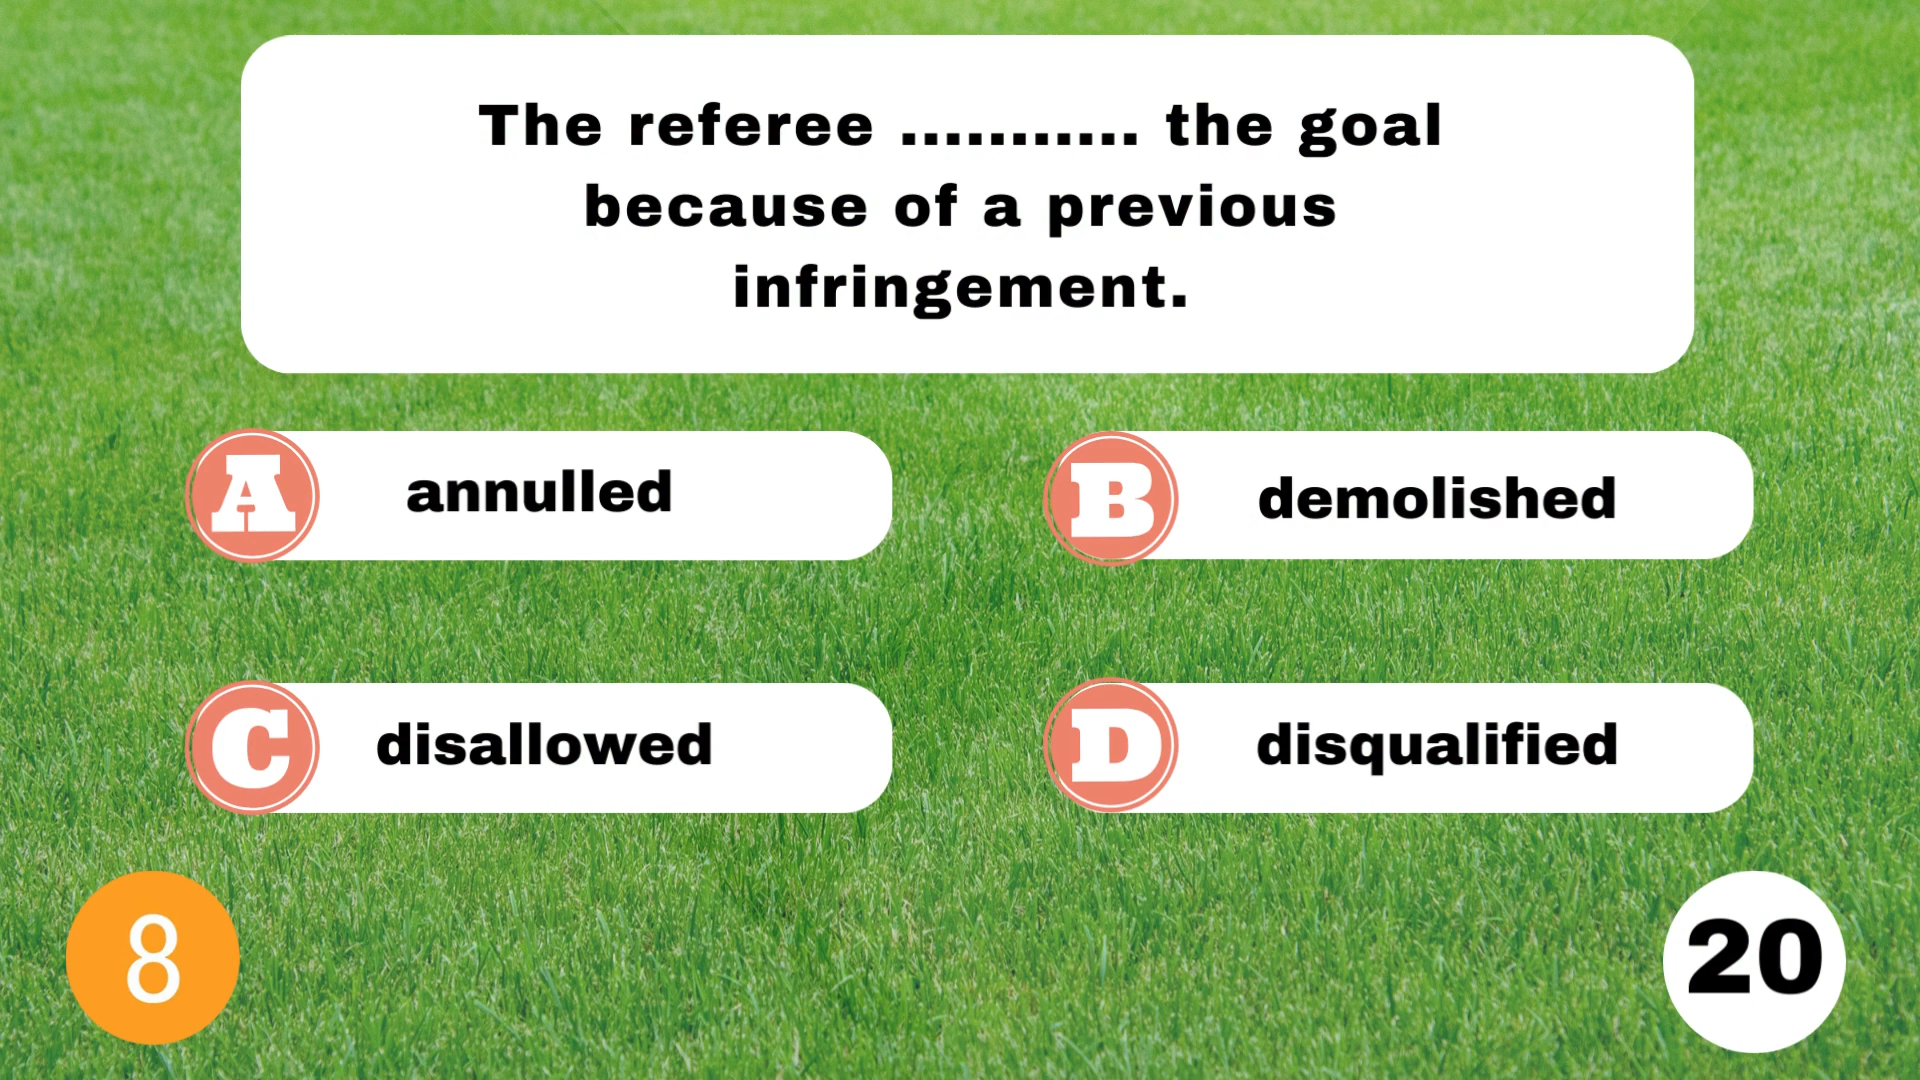 The referee ........... the goal
because of a previous
infringement.
A annulled
B demolished
C disallowed
D disqualified
8
20